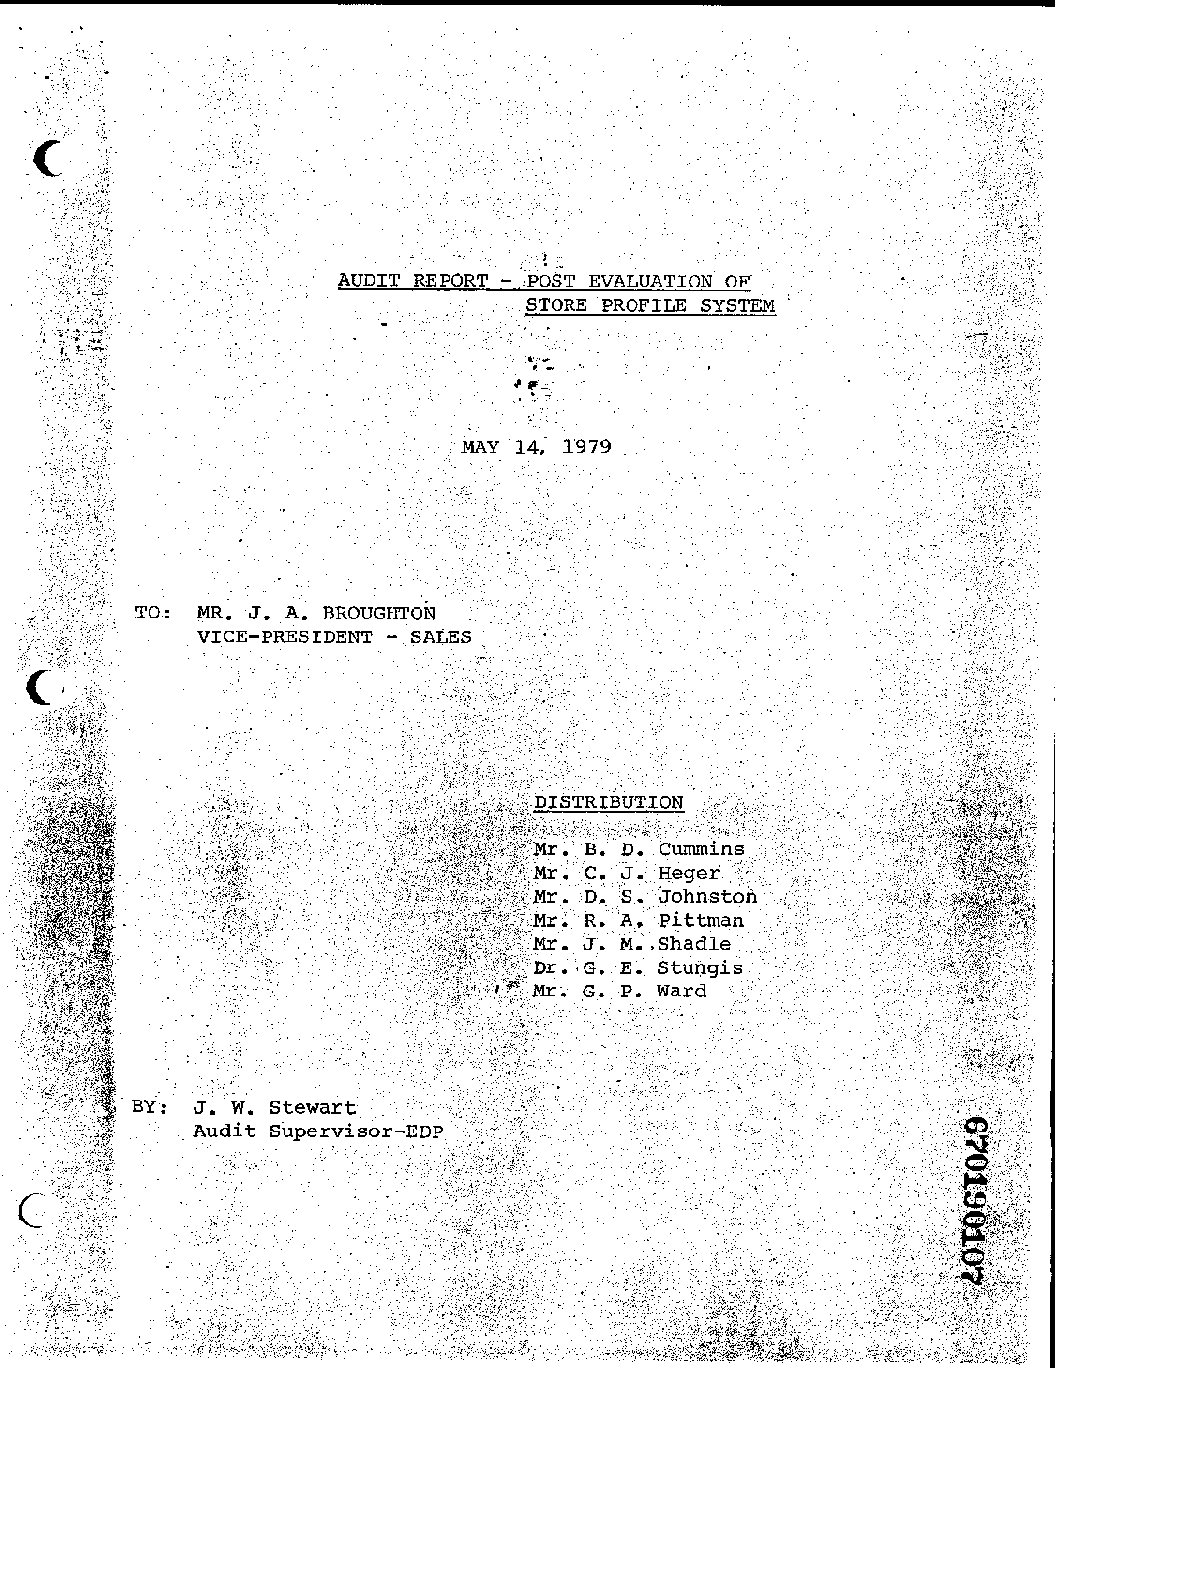 AUDIT REPORT - POST EVALUATION OF
STORE PROFILE SYSTEM
MAY 14, 1979
TO: MR. J. A. BROUGHTON
VICE-PRESIDENT - SALES
DISTRIBUTION
Mr. B. D. Cummins
Mr. C. J. Heger
Mr. D. S. Johnston
Mr. R. A. Pittman
Mr. J. M. Shadle
Dr. G. E. Stungis
Mr. G. P. Ward
BY: J. W. Stewart
Audit Supervisor-EDP
670190107